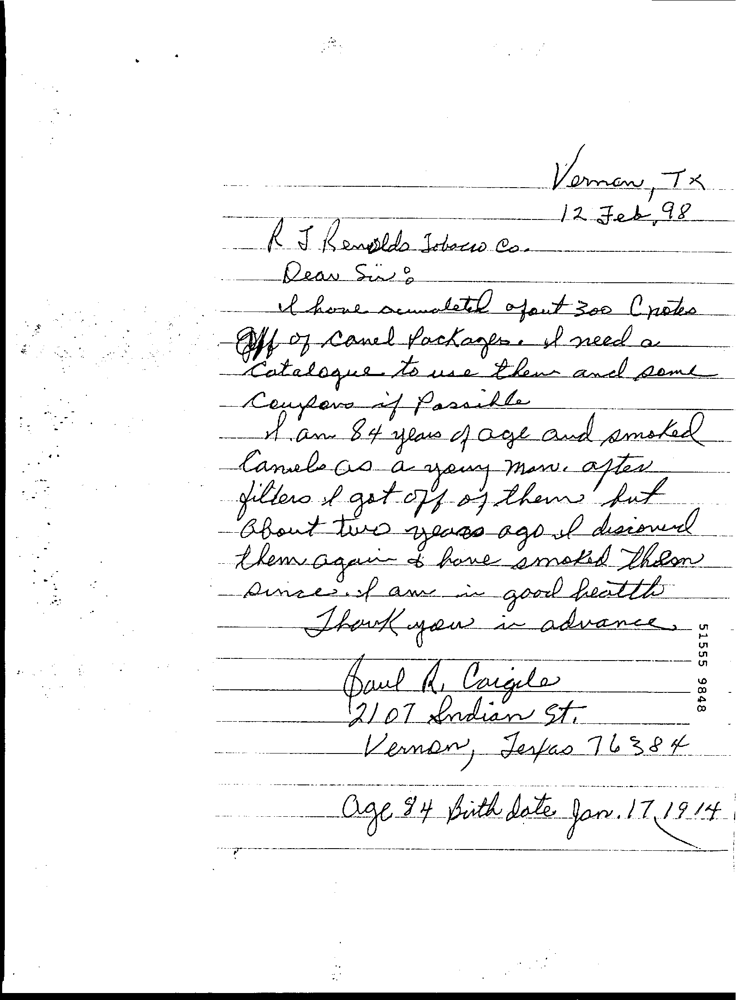 Vernon, TX
12 Feb, 98
R J Renolds Tobacco Co.
Dear Sir:
I have acumaleted about 300 C notes
off of Camel Packages. I need a
Catalogue to use them and some
Coupons if Possible
I am 84 years of age and smoked
Camels as a young man. after
filters I got off of them but
about two years ago I discovered
them again & have smoked them
since. I am in good health
Thank you in advance
Paul R. Cargile
2107 Indian St.
Vernon, Texas 76384
age 84 Birth date Jan. 17, 1914
51555 9848